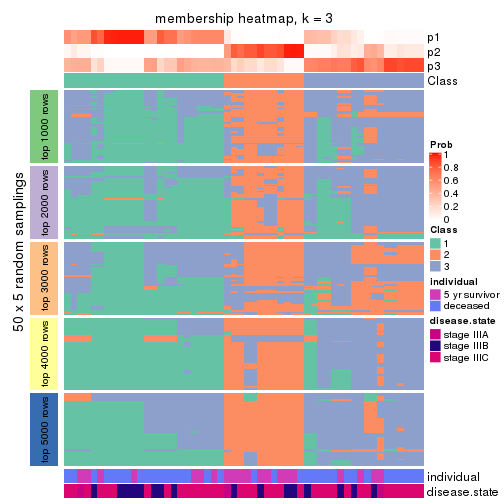 membership heatmap, k = 3
p1
p2
p3
Class
50 x 5 random samplings
top 1000 rows
top 2000 rows
top 3000 rows
top 4000 rows
top 5000 rows
individual
disease.state
Prob
1
0.8
0.6
0.4
0.2
0
Class
1
2
3
individual
5 yr survivor
deceased
disease.state
stage IIIA
stage IIIB
stage IIIC